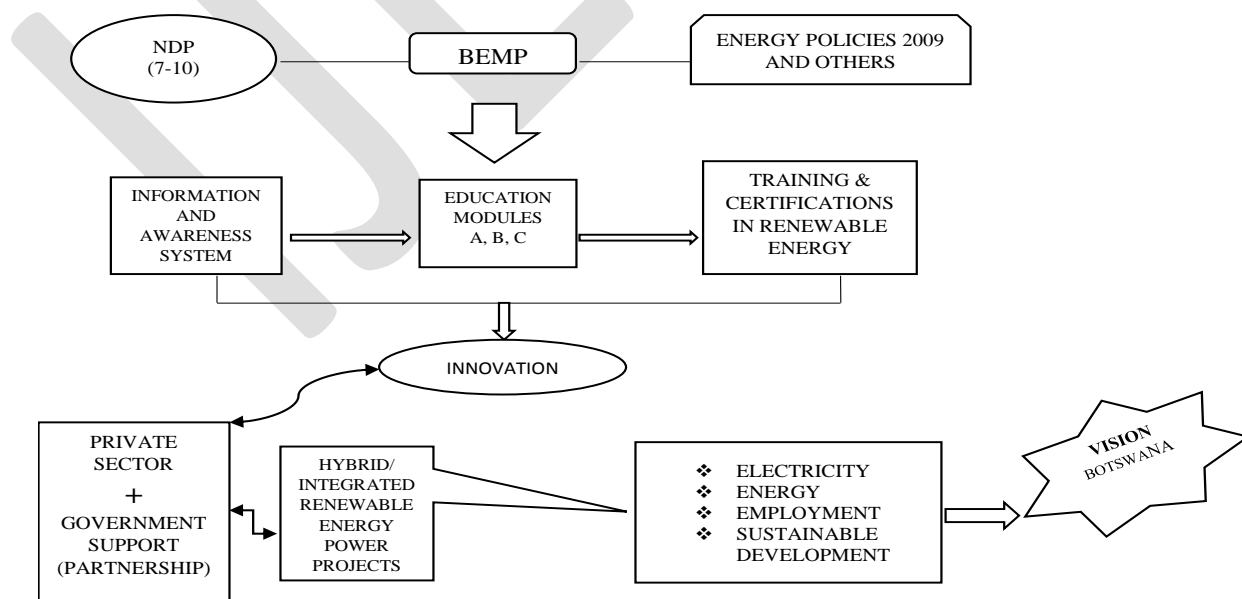 NDP
(7-10)
BEMP
ENERGY POLICIES 2009
AND OTHERS
INFORMATION
AND
AWARENESS
SYSTEM
EDUCATION
MODULES
A, B, C
TRAINING &
CERTIFICATIONS
IN RENEWABLE
ENERGY
INNOVATION
PRIVATE
SECTOR
+
GOVERNMENT
SUPPORT
(PARTNERSHIP)
HYBRID/
INTEGRATED
RENEWABLE
ENERGY
POWER
PROJECTS
❖ ELECTRICITY
❖ ENERGY
❖ EMPLOYMENT
❖ SUSTAINABLE
DEVELOPMENT
VISION
BOTSWANA